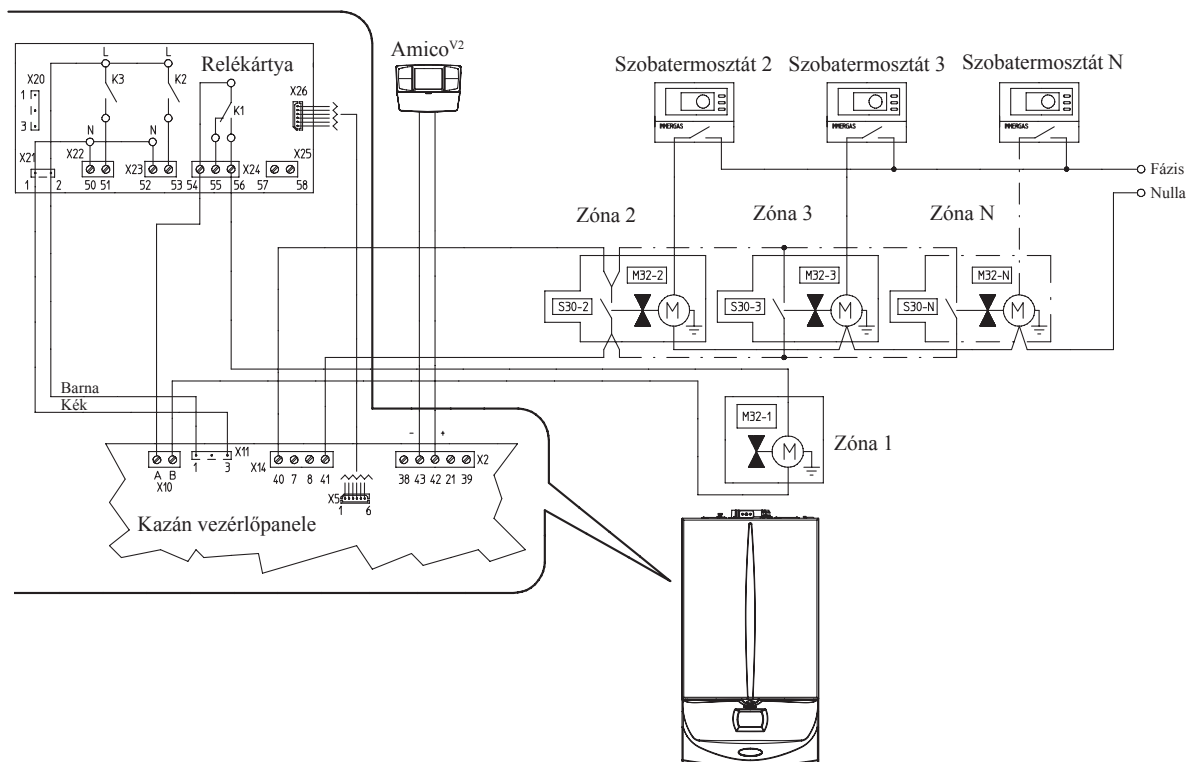 Relékártya
Amico V2
Szobatermosztát 2
Szobatermosztát 3
Szobatermosztát N
L
L
X20
1
3
K3
K2
K1
X26
N
N
X21
X22
X23
X24
X25
1
2
50
51
52
53
54
55
56
57
58
IMMERGAS
IMMERGAS
IMMERGAS
Fázis
Nulla
Zóna 2
Zóna 3
Zóna N
M32-2
S30-2
M
M32-3
S30-3
M
M32-N
S30-N
M
Barna
Kék
M32-1
M
Zóna 1
- +
A
B
X10
1
3
X11
X14
40
7
8
41
X5
1
6
38
43
42
21
39
X2
Kazán vezérlőpanele